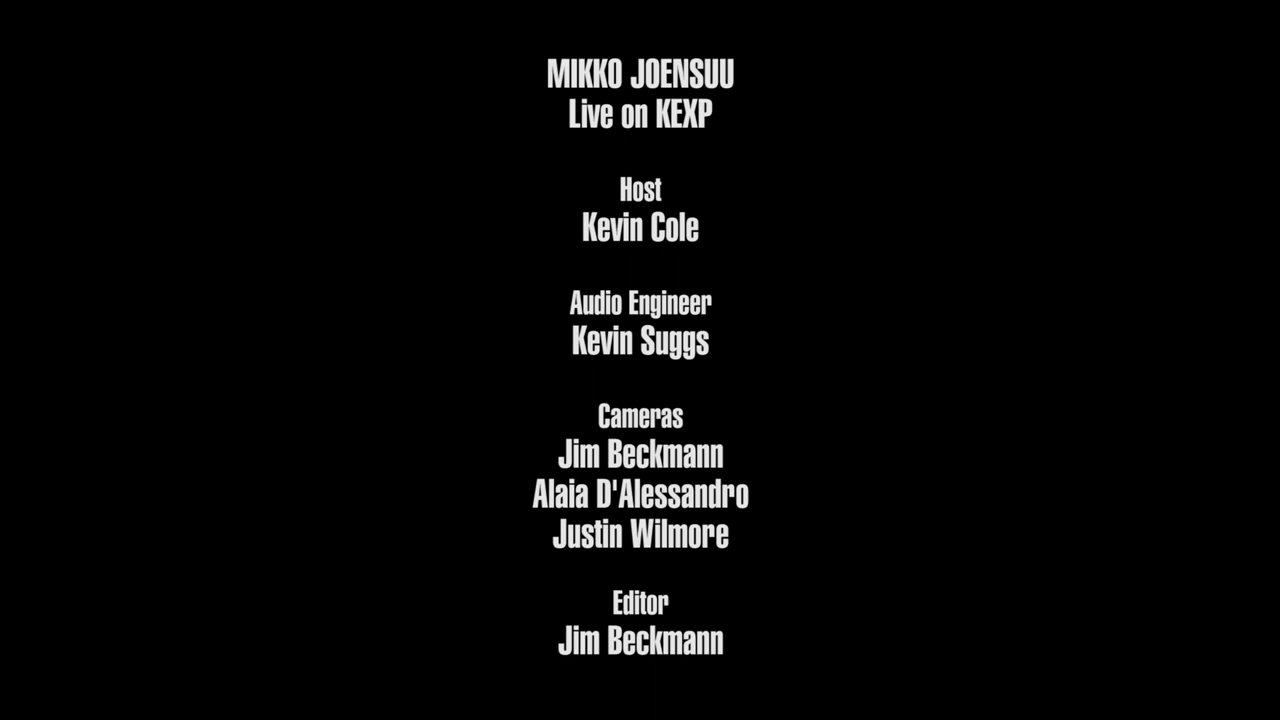 MIKKO JOENSUU
Live on KEXP
Host
Kevin Cole
Audio Engineer
Kevin Suggs
Cameras
Jim Beckmann
Alaia D'Alessandro
Justin Wilmore
Editor
Jim Beckmann